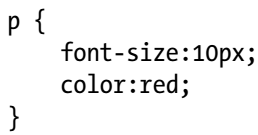 p {
    font-size:10px;
    color:red;
}